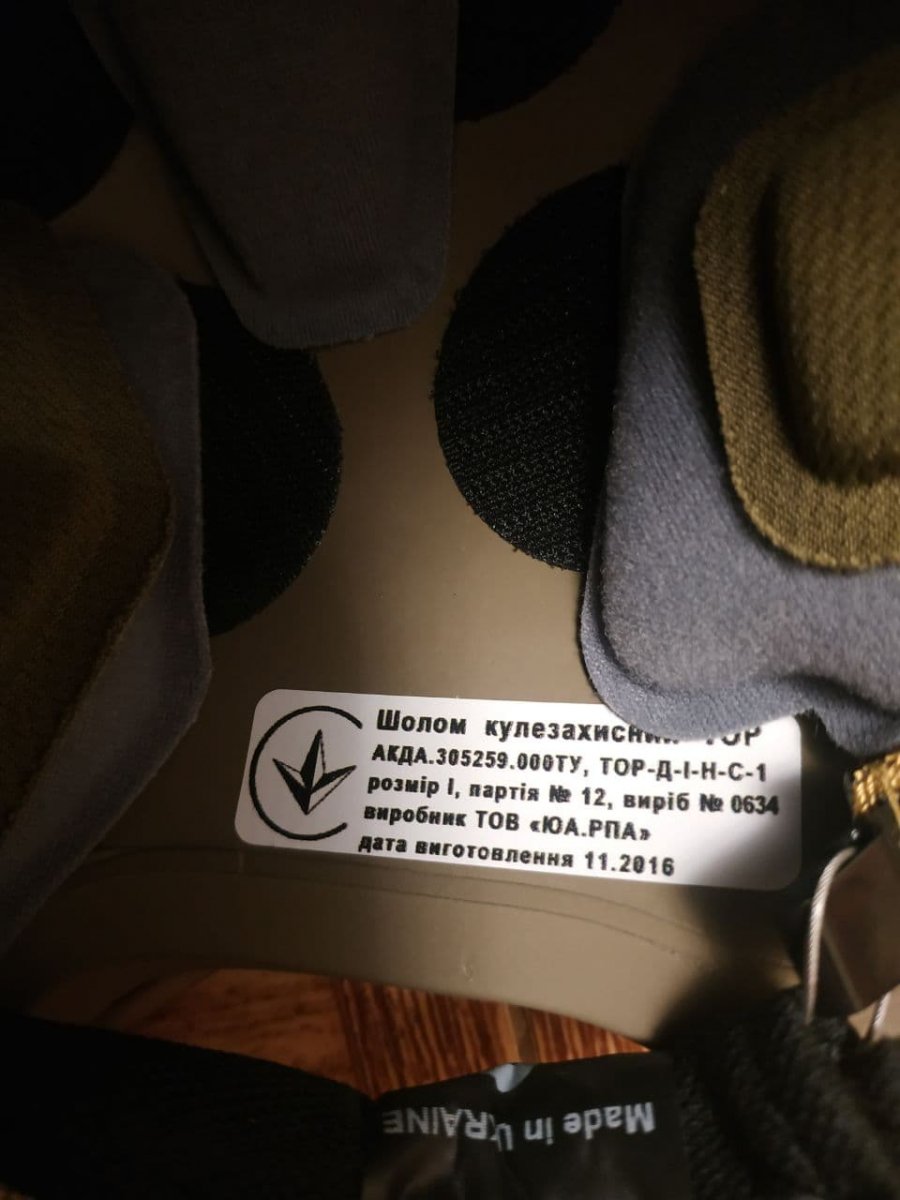 Шолом кулезахисний ТОР
АКДА.305259.000ТУ, ТОР-Д-І-Н-С-1
розмір І, партія № 12, виріб № 0634
виробник ТОВ «ЮА.РПА»
дата виготовлення 11.2016
Made in UKRAINE